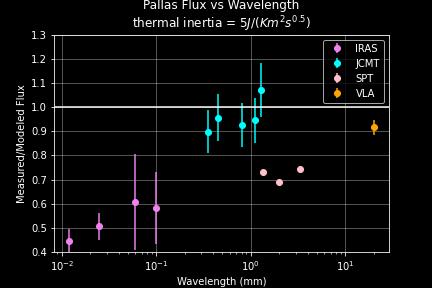 Pallas Flux vs Wavelength
thermal inertia = 5J/(Km²s⁰·⁵)
Measured/Modeled Flux
1.3
1.2
1.1
1.0
0.9
0.8
0.7
0.6
0.5
0.4
IRAS
JCMT
SPT
VLA
10⁻²
10⁻¹
10⁰
10¹
Wavelength (mm)